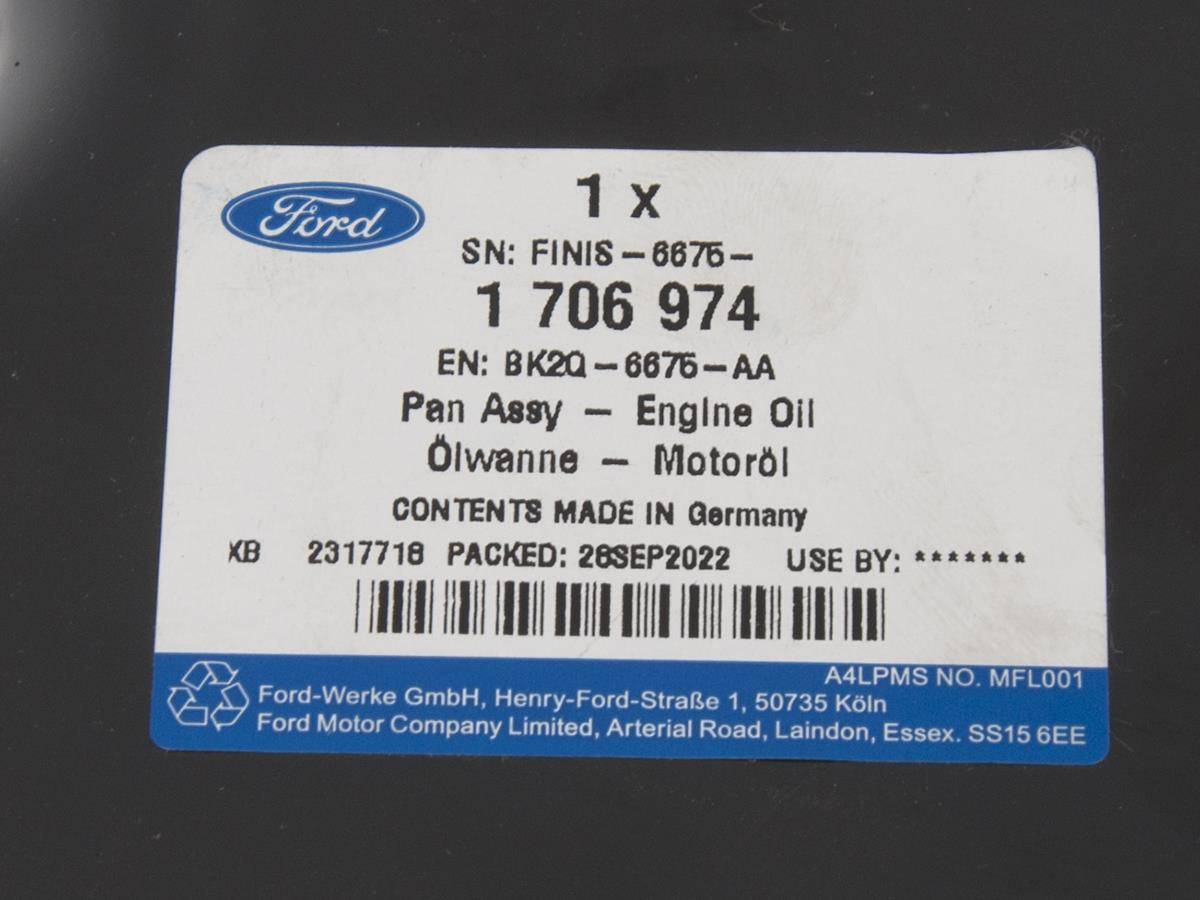 Ford
1 x
SN: FINIS-6675-
1 706 974
EN: BK2Q-6675-AA
Pan Assy - Engine Oil
Ölwanne - Motoröl
CONTENTS MADE IN Germany
XB 2317718 PACKED: 26SEP2022 USE BY: *******
A4LPMS NO. MFL001
Ford-Werke GmbH, Henry-Ford-Straße 1, 50735 Köln
Ford Motor Company Limited, Arterial Road, Laindon, Essex. SS15 6EE